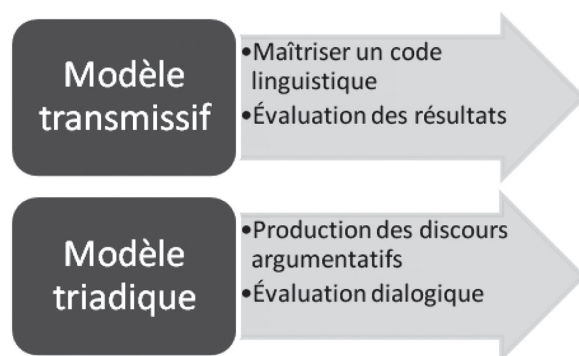 Modèle
transmissif
•Maîtriser un code
linguistique
•Évaluation des résultats
Modèle
triadique
•Production des discours
argumentatifs
•Évaluation dialogique